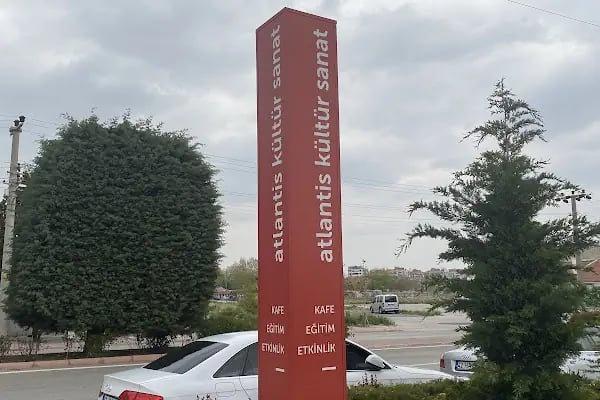 atlantis kültür sanat
KAFE
EĞİTİM
ETKİNLİK
atlantis kültür sanat
KAFE
EĞİTİM
ETKİNLİK